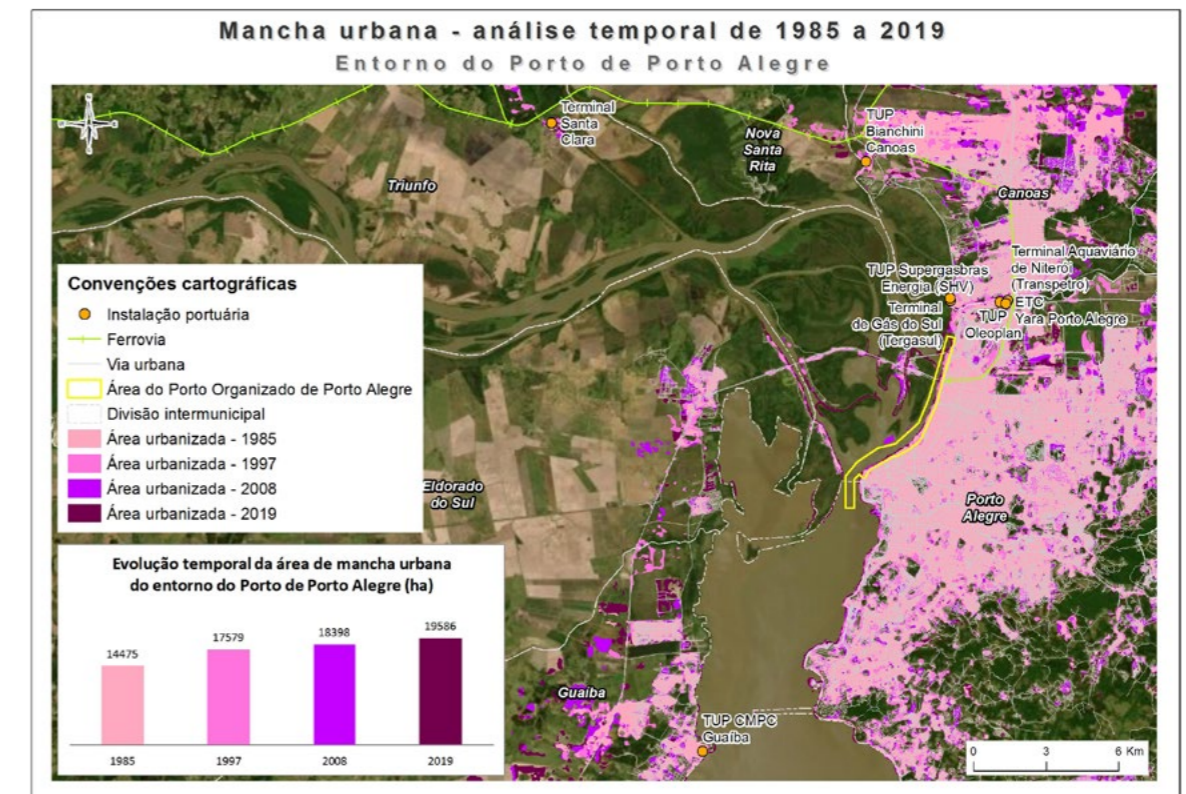 Mancha urbana - análise temporal de 1985 a 2019
Entorno do Porto de Porto Alegre
Terminal
Santa
Clara
TUP
Bianchini
Canoas
Nova
Santa
Rita
Triunfo
Canoas
Terminal Aquaviário
de Niterói
(Transpetro)
TUP Supergasbras
Energia (SHV)
ETC
Yara Porto Alegre
Terminal
de Gás do Sul
(Tergasul)
TUP
Oleoplan
Convenções cartográficas
Instalação portuária
Ferrovia
Via urbana
Área do Porto Organizado de Porto Alegre
Divisão intermunicipal
Área urbanizada - 1985
Área urbanizada - 1997
Área urbanizada - 2008
Área urbanizada - 2019
Eldorado
do Sul
Porto
Alegre
Evolução temporal da área de mancha urbana
do entorno do Porto de Porto Alegre (ha)
14475
17579
18398
19586
1985
1997
2008
2019
Guaíba
TUP CMPC
Guaíba
0 3 6 Km